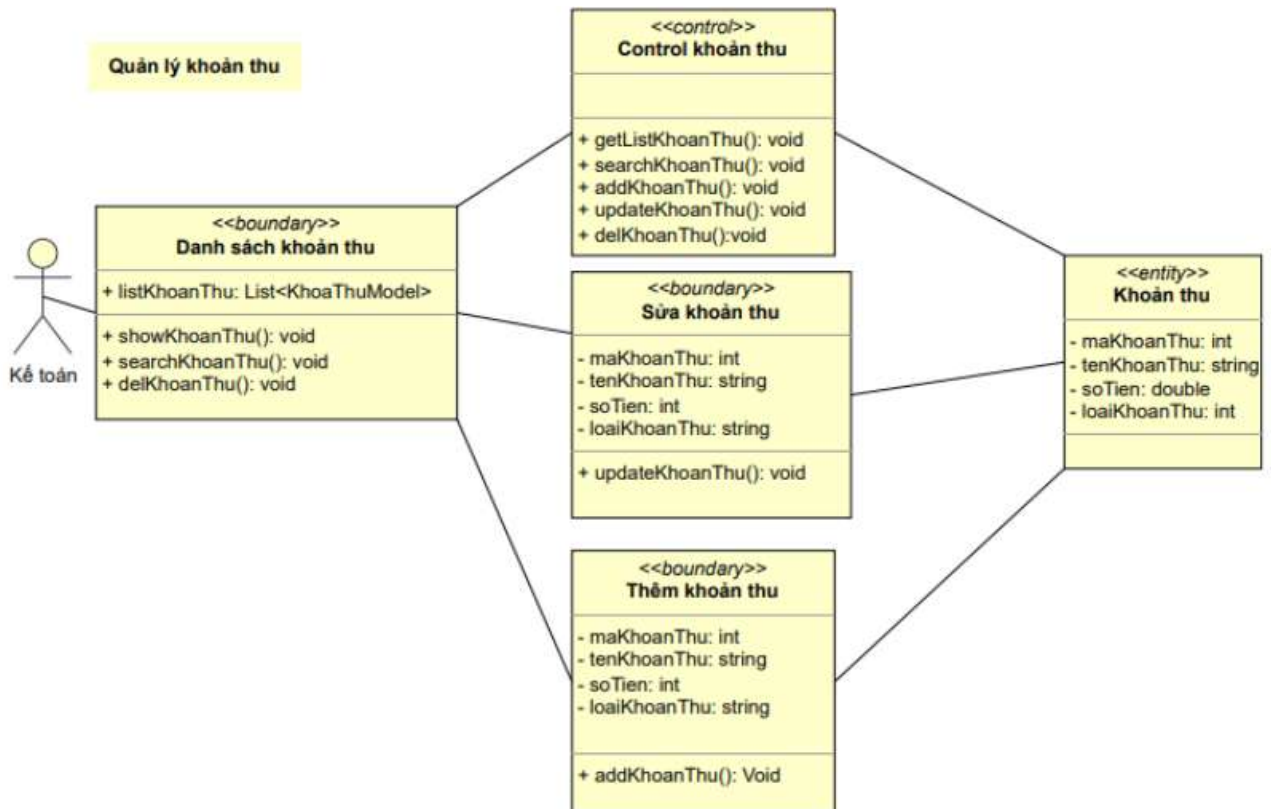 Quản lý khoản thu
<<control>>
Control khoản thu
+ getListKhoanThu(): void
+ searchKhoanThu(): void
+ addKhoanThu(): void
+ updateKhoanThu(): void
+ delKhoanThu():void
Kế toán
<<boundary>>
Danh sách khoản thu
+ listKhoanThu: List<KhoaThuModel>
+ showKhoanThu(): void
+ searchKhoanThu(): void
+ delKhoanThu(): void
<<boundary>>
Sửa khoản thu
- maKhoanThu: int
- tenKhoanThu: string
- soTien: int
- loaiKhoanThu: string
+ updateKhoanThu(): void
<<boundary>>
Thêm khoản thu
- maKhoanThu: int
- tenKhoanThu: string
- soTien: int
- loaiKhoanThu: string
+ addKhoanThu(): Void
<<entity>>
Khoản thu
- maKhoanThu: int
- tenKhoanThu: string
- soTien: double
- loaiKhoanThu: int